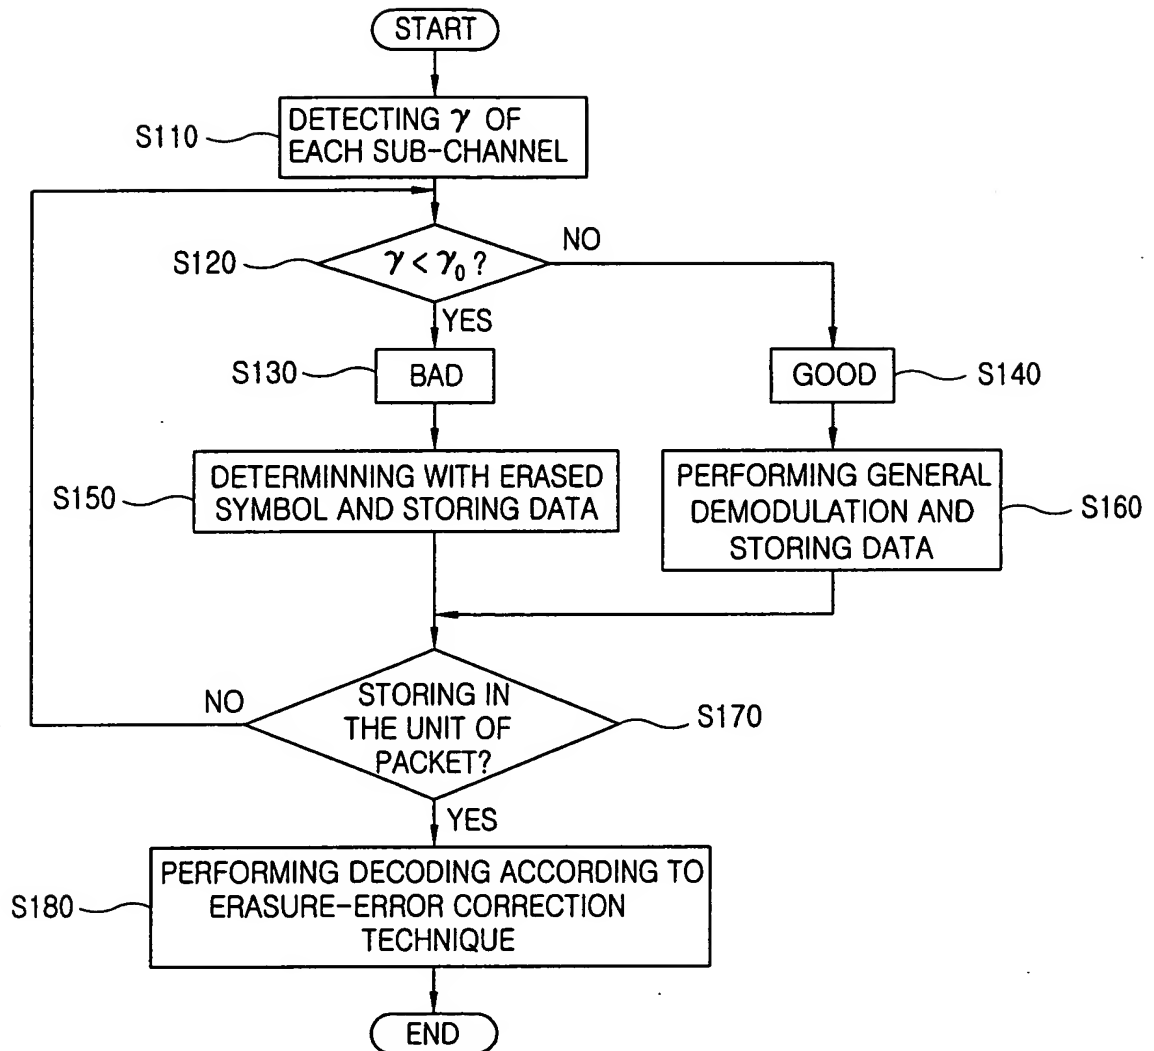 START
S110
DETECTING γ OF
EACH SUB-CHANNEL
S120
γ < γ₀ ?
NO
YES
S130
BAD
GOOD
S140
S150
DETERMINNING WITH ERASED
SYMBOL AND STORING DATA
PERFORMING GENERAL
DEMODULATION AND
STORING DATA
S160
NO
STORING IN
THE UNIT OF
PACKET?
S170
YES
S180
PERFORMING DECODING ACCORDING TO
ERASURE-ERROR CORRECTION
TECHNIQUE
END